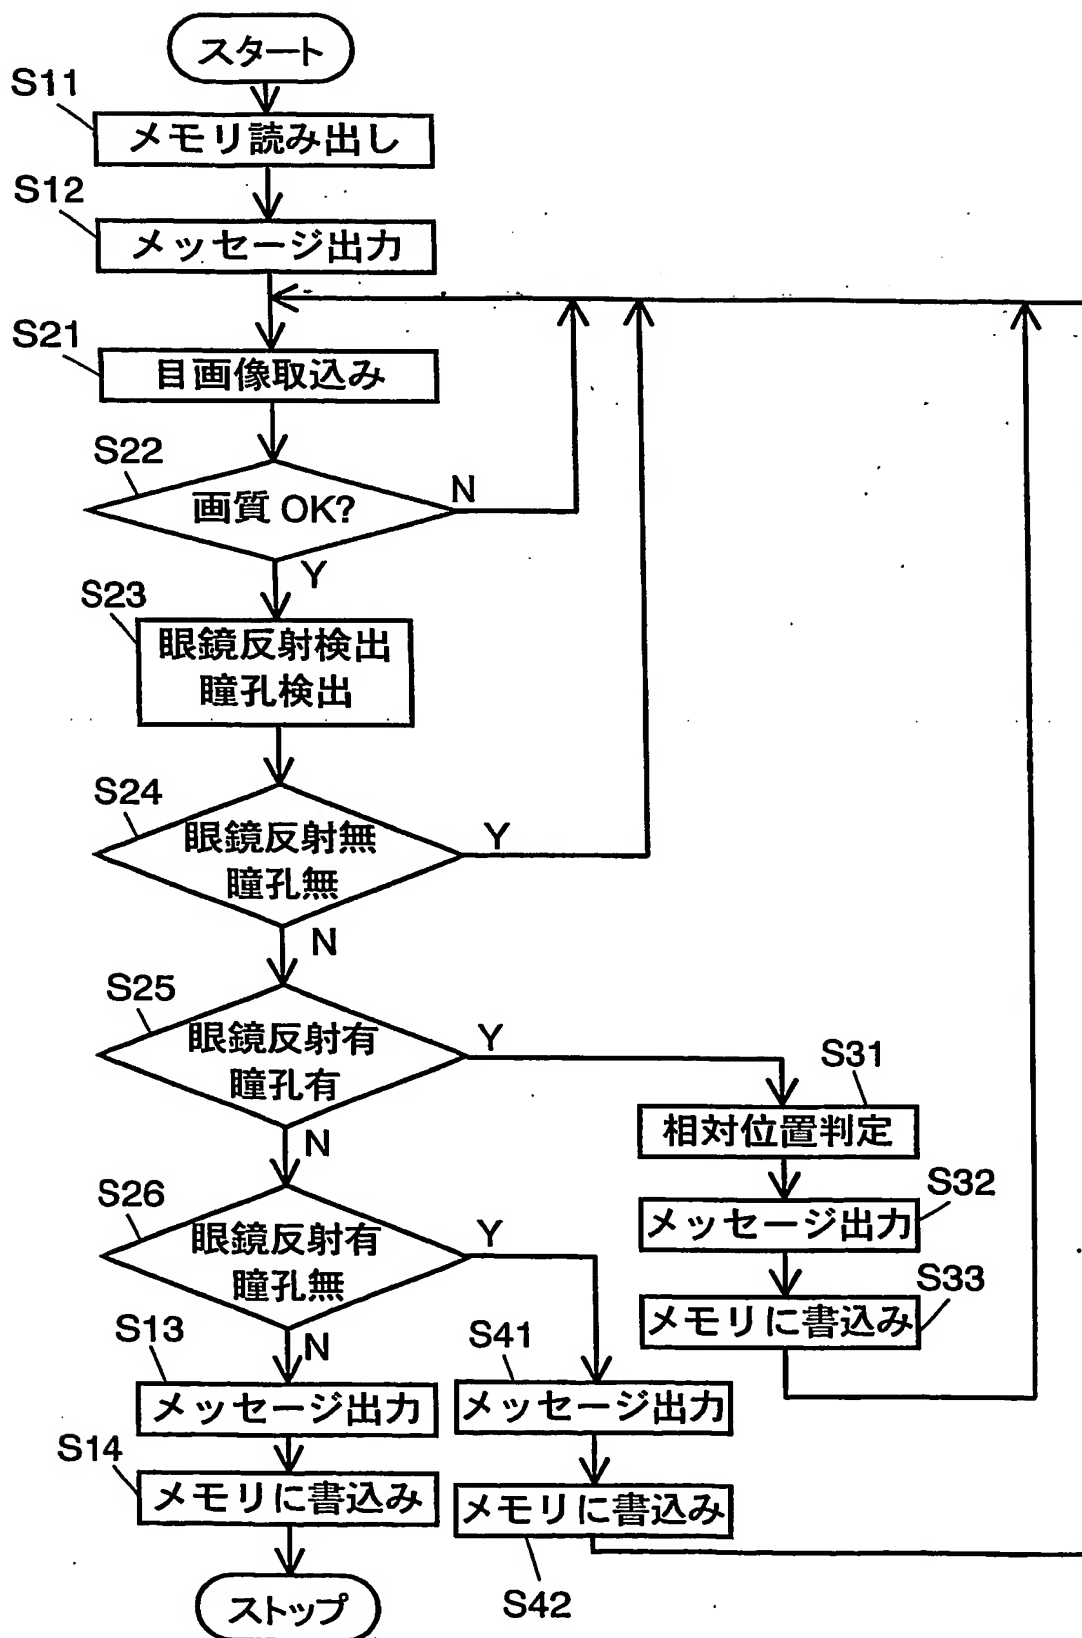 スタート
S11
メモリ読み出し
S12
メッセージ出力
S21
目画像取込み
S22
画質 OK?
N
Y
S23
眼鏡反射検出
瞳孔検出
S24
眼鏡反射無
瞳孔無
Y
N
S25
眼鏡反射有
瞳孔有
Y
N
S31
相対位置判定
S32
メッセージ出力
S33
メモリに書込み
S26
眼鏡反射有
瞳孔無
Y
N
S13
メッセージ出力
S41
メッセージ出力
S14
メモリに書込み
メモリに書込み
S42
ストップ